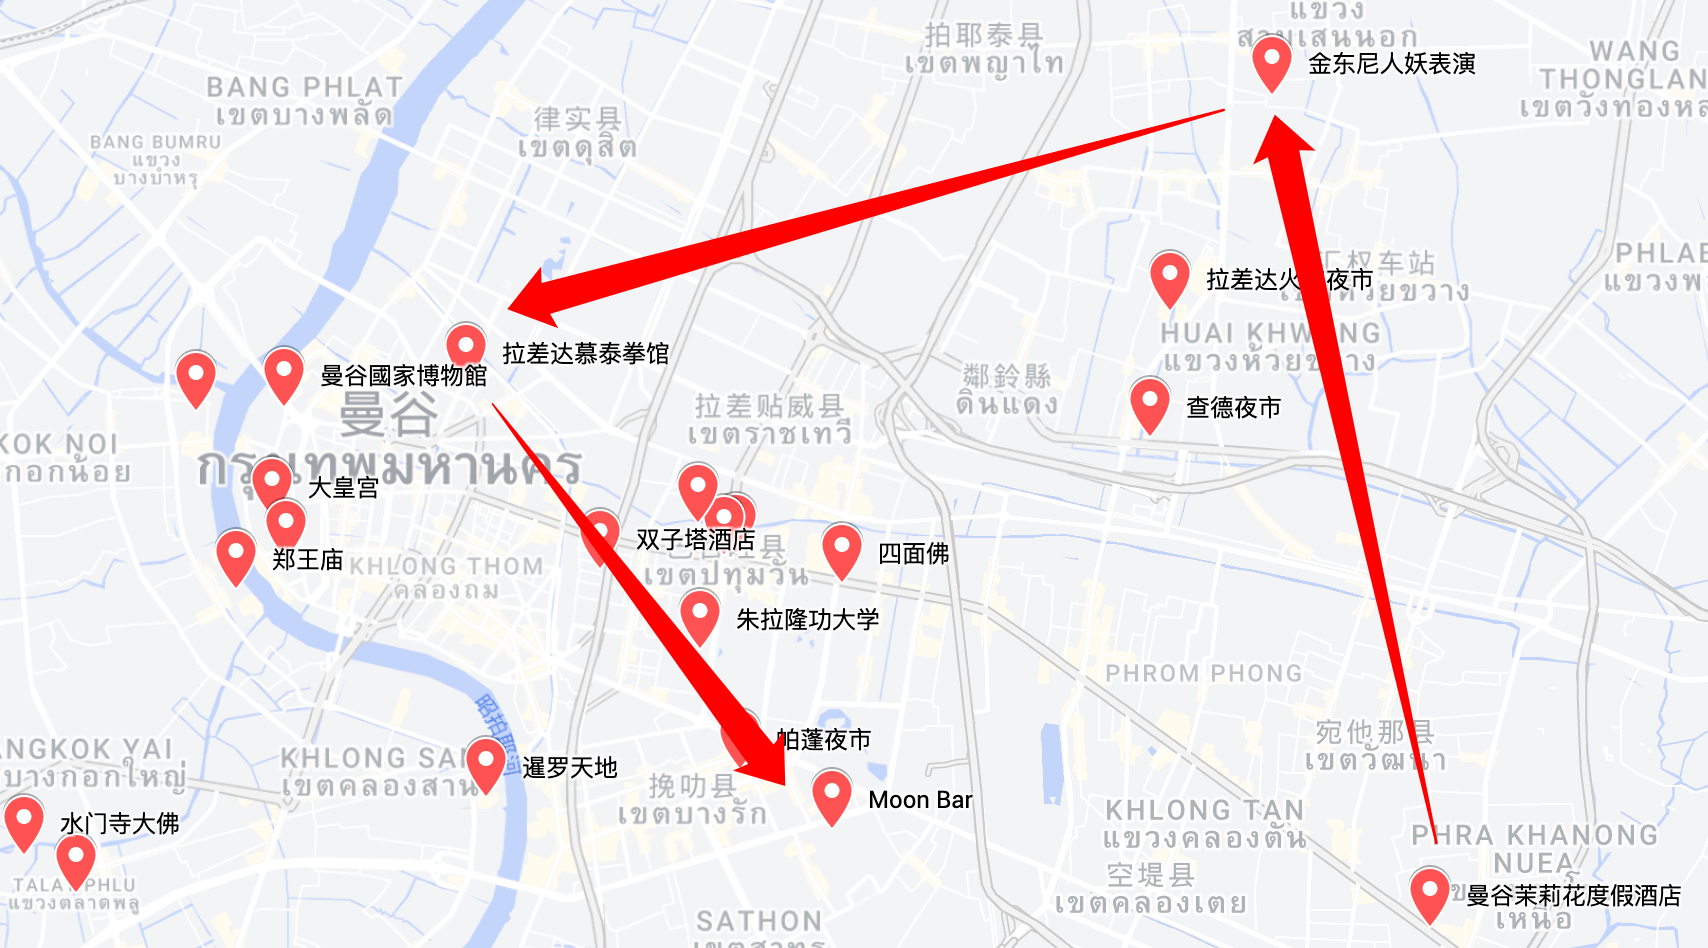 แขวง
สามเสนนอก
拍耶泰县
เขตพญาไท
WANG
THONGLAN
เขตวังทองหล
金东尼人妖表演
BANG PHLAT
เขตบางพลัด
律实县
เขตดุสิต
BANG BUMRU
แขวง
บางบำหรุ
PHLAB
แขวงพ
汇权车站
拉差达火车夜市
HUAI KHWANG
แขวงห้วยขวาง
拉差达慕泰拳馆
曼谷國家博物館
曼谷
鄰鈴縣
ดินแดง
拉差贴威县
เขตราชเทวี
查德夜市
KOK NOI
กอกน้อย
กรุงเทพมหานคร
大皇宫
双子塔酒店
เขตปทุมวัน
四面佛
郑王庙
KHLONG THOM
คลองถม
朱拉隆功大学
PHROM PHONG
昭拍耶河
宛他那县
เขตวัฒนา
帕蓬夜市
ANGKOK YAI
บางกอกใหญ่
KHLONG SAN
เขตคลองสาน
暹罗天地
挽叻县
เขตบางรัก
Moon Bar
KHLONG TAN
แขวงคลองตัน
水门寺大佛
PHRA KHANONG
NUEA
TALAT PHLU
แขวงตลาดพลู
空堤县
เขตคลองเตย
曼谷茉莉花度假酒店
เหนือ
SATHON
เขตสาทร